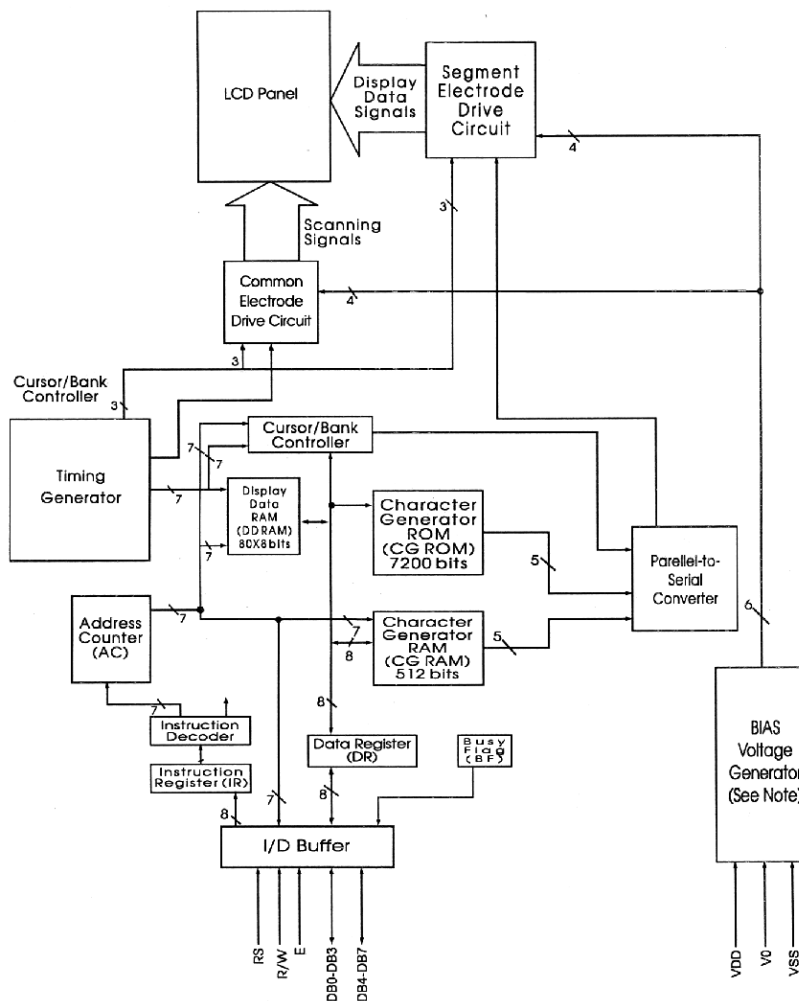 LCD Panel
Display
Data
Signals
Segment
Electrode
Drive
Circuit
4
3
Scanning
Signals
Common
Electrode
Drive Circuit
4
3
Cursor/Bank
Controller
3
Timing
Generator
7
7
7
Cursor/Bank
Controller
Display
Data
RAM
(DDRAM)
80X8bits
7
Character
Generator
ROM
(CG ROM)
7200 bits
5
Parellel-to-
Serial
Converter
6
Address
Counter
(AC)
7
7
8
Character
Generator
RAM
(CG RAM)
512 bits
5
7
Instruction
Decoder
Instruction
Register (IR)
8
8
Data Register
(DR)
8
7
Busy
Flag
(BF)
BIAS
Voltage
Generator
(See Note)
I/D Buffer
RS
R/W
E
DB0-DB3
DB4-DB7
VDD
V0
VSS